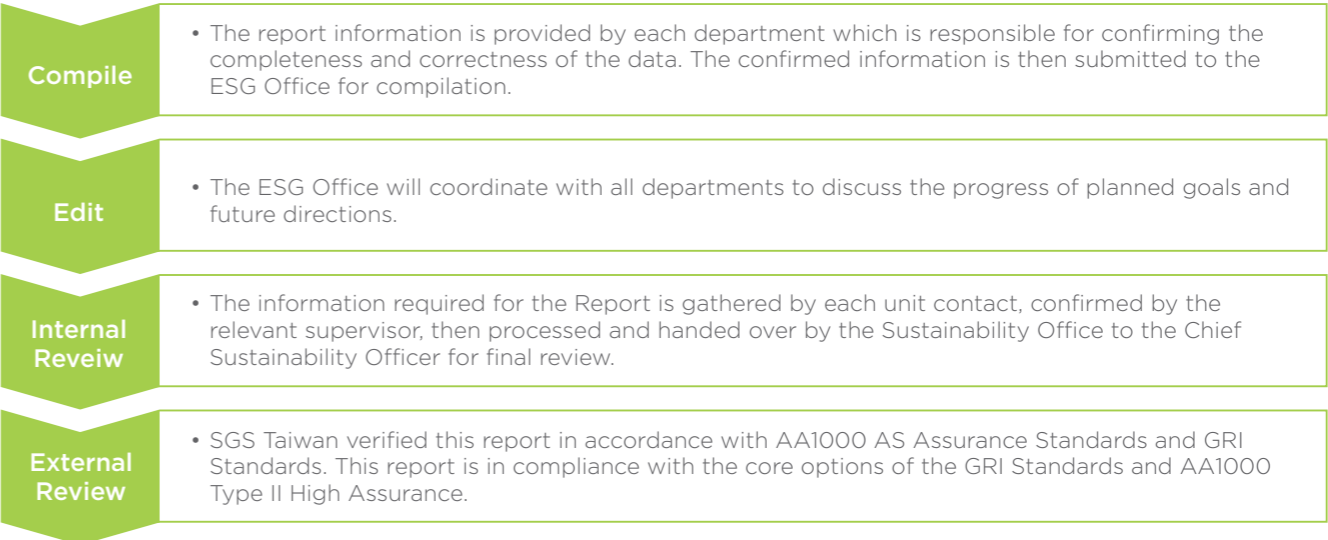 Compile
• The report information is provided by each department which is responsible for confirming the
completeness and correctness of the data. The confirmed information is then submitted to the
ESG Office for compilation.
Edit
• The ESG Office will coordinate with all departments to discuss the progress of planned goals and
future directions.
Internal
Reveiw
• The information required for the Report is gathered by each unit contact, confirmed by the
relevant supervisor, then processed and handed over by the Sustainability Office to the Chief
Sustainability Officer for final review.
External
Review
• SGS Taiwan verified this report in accordance with AA1000 AS Assurance Standards and GRI
Standards. This report is in compliance with the core options of the GRI Standards and AA1000
Type II High Assurance.